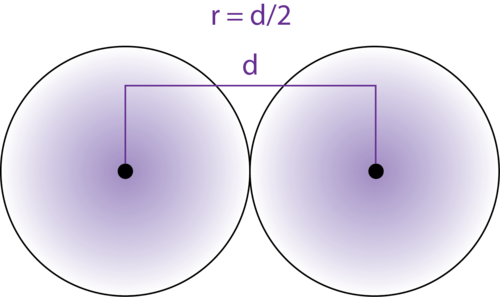 r = d/2
d